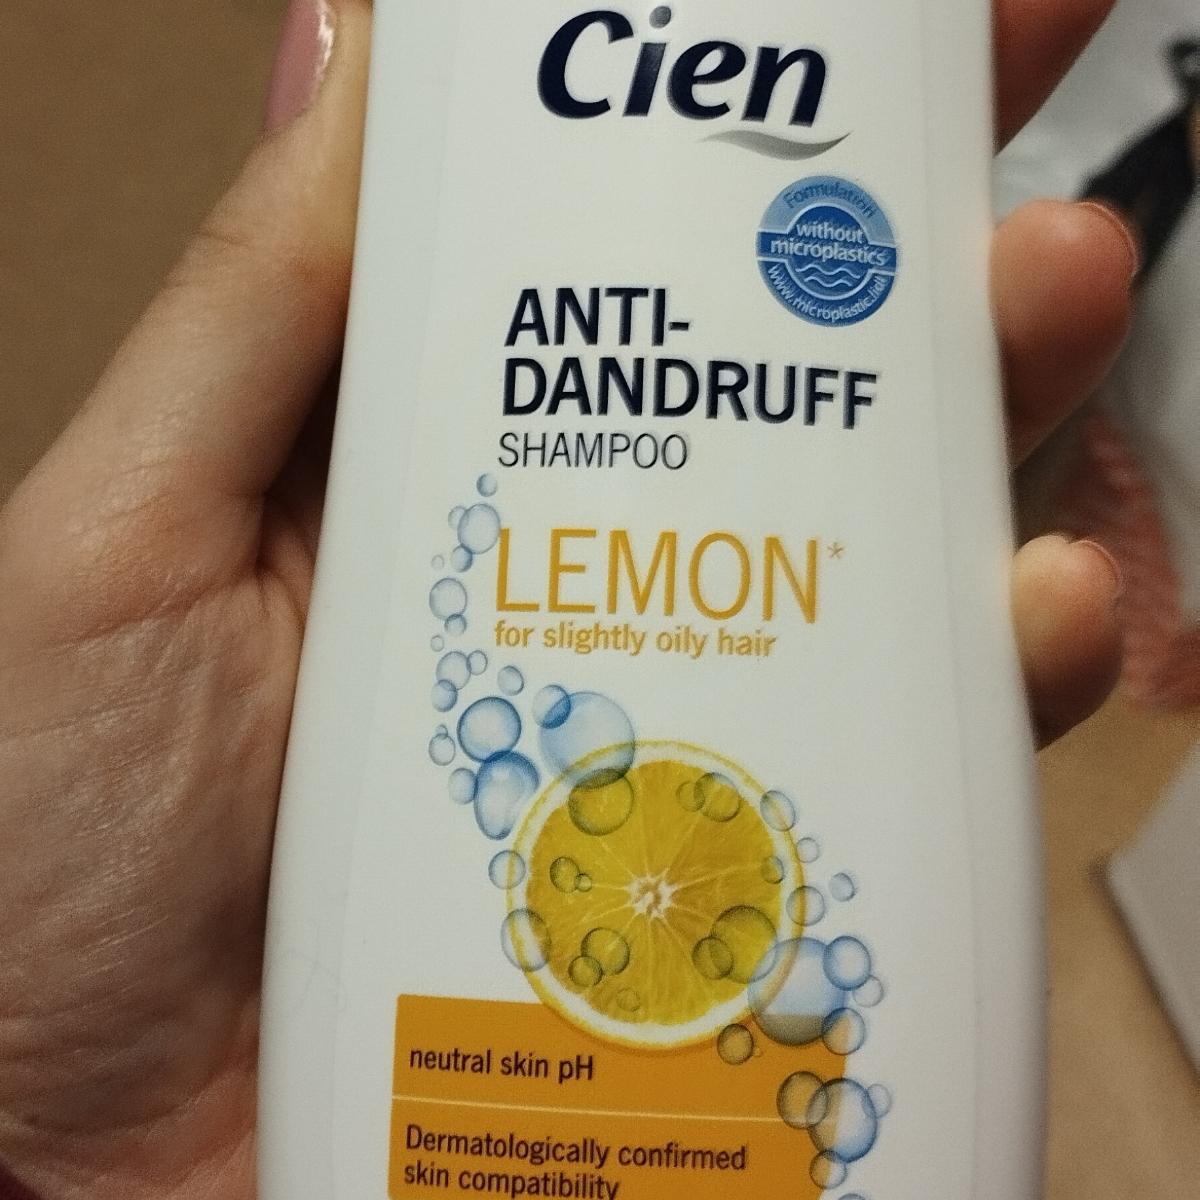 Cien
Formulation
without
microplastics
www.microplastic.lidl
ANTI-
DANDRUFF
SHAMPOO
LEMON*
for slightly oily hair
neutral skin pH
Dermatologically confirmed
skin compatibility